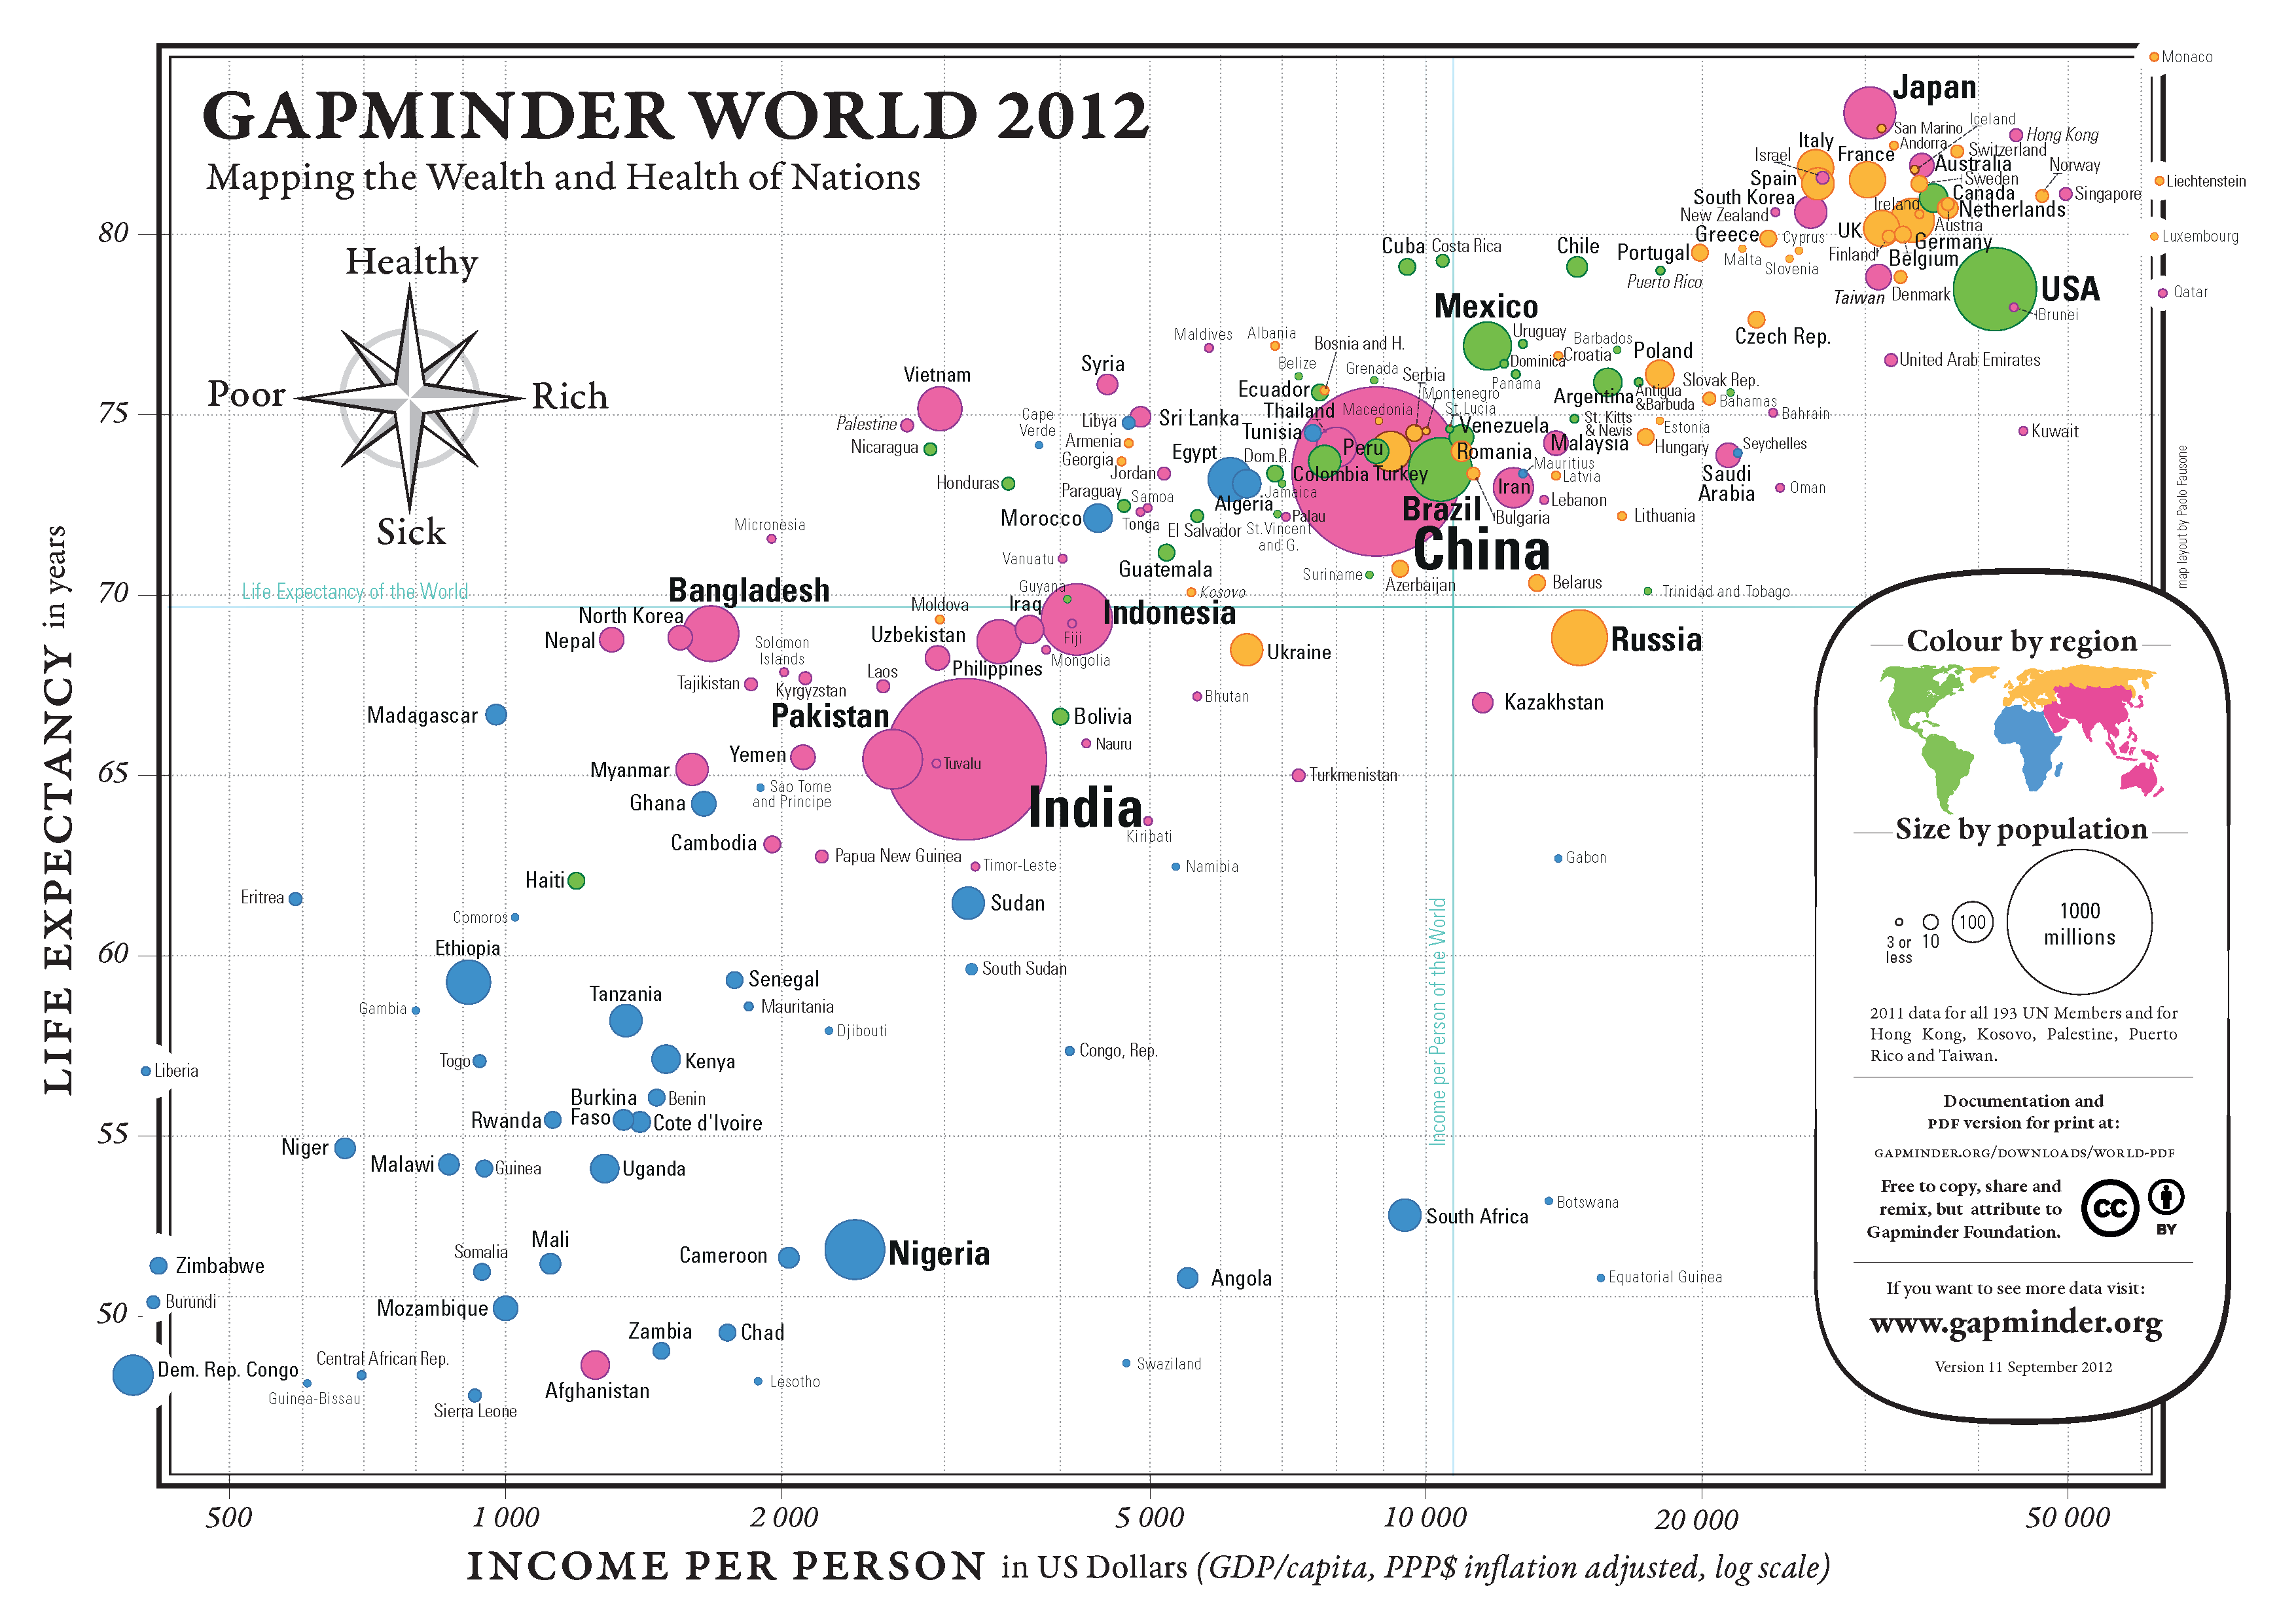 GAPMINDER WORLD 2012
Mapping the Wealth and Health of Nations
Healthy
Poor
Rich
Sick
LIFE EXPECTANCY in years
80
75
70
65
60
55
50
Life Expectancy of the World
Income per Person of the World
Monaco
Japan
San Marino
Iceland
Hong Kong
Italy
Andorra
Israel
France
Switzerland
Australia
Norway
Spain
Sweden
Liechtenstein
South Korea
Canada
Singapore
New Zealand
Ireland
Netherlands
Greece
Cyprus
UK
Austria
Luxembourg
Cuba
Costa Rica
Chile
Portugal
Malta
Slovenia
Finland
Germany
Belgium
Puerto Rico
Taiwan
Denmark
USA
Qatar
Mexico
Brunei
Maldives
Albania
Uruguay
Barbados
Czech Rep.
Bosnia and H.
Croatia
Poland
United Arab Emirates
Syria
Belize
Grenada
Serbia
Dominica
Panama
Vietnam
Ecuador
Montenegro
Argentina
Antigua
&Barbuda
Slovak Rep.
Bahamas
Thailand
Macedonia
St.Lucia
Bahrain
Palestine
Cape
Verde
Libya
Sri Lanka
Tunisia
Venezuela
St. Kitts
& Nevis
Estonia
Kuwait
Nicaragua
Armenia
Georgia
Egypt
Dom.R.
Peru
Romania
Malaysia
Hungary
Seychelles
Jordan
Colombia
Turkey
Mauritius
Latvia
Saudi
Arabia
Honduras
Paraguay
Samoa
Algeria
Jamaica
Iran
Lebanon
Oman
Morocco
Tonga
El Salvador
St.Vincent
and G.
Palau
Brazil
Bulgaria
Lithuania
Micronesia
China
Vanuatu
Guatemala
Suriname
Azerbaijan
Belarus
Trinidad and Tobago
Bangladesh
Guyana
Kosovo
North Korea
Moldova
Iraq
Indonesia
Nepal
Uzbekistan
Fiji
Russia
Solomon
Islands
Philippines
Mongolia
Ukraine
Tajikistan
Kyrgyzstan
Laos
Bhutan
Kazakhstan
Madagascar
Pakistan
Bolivia
Nauru
Yemen
Tuvalu
Myanmar
Turkmenistan
Sao Tome
and Principe
Ghana
India
Kiribati
Cambodia
Papua New Guinea
Timor-Leste
Namibia
Gabon
Haiti
Eritrea
Sudan
Comoros
Ethiopia
South Sudan
Senegal
Tanzania
Gambia
Mauritania
Djibouti
Togo
Kenya
Congo, Rep.
Liberia
Burkina
Faso
Benin
Rwanda
Cote d'Ivoire
Niger
Malawi
Guinea
Uganda
Botswana
South Africa
Mali
Somalia
Cameroon
Nigeria
Zimbabwe
Angola
Equatorial Guinea
Burundi
Mozambique
Zambia
Chad
Dem. Rep. Congo
Central African Rep.
Swaziland
Guinea-Bissau
Afghanistan
Lesotho
Sierra Leone
map layout by Paolo Fausone
Colour by region
Size by population
3 or
less
10
100
1000
millions
2011 data for all 193 UN Members and for
Hong Kong, Kosovo, Palestine, Puerto
Rico and Taiwan.
Documentation and
PDF version for print at:
GAPMINDER.ORG/DOWNLOADS/WORLD-PDF
Free to copy, share and
remix, but attribute to
Gapminder Foundation.
CC
BY
If you want to see more data visit:
www.gapminder.org
Version 11 September 2012
500
1 000
2 000
5 000
10 000
20 000
50 000
INCOME PER PERSON in US Dollars (GDP/capita, PPP$ inflation adjusted, log scale)